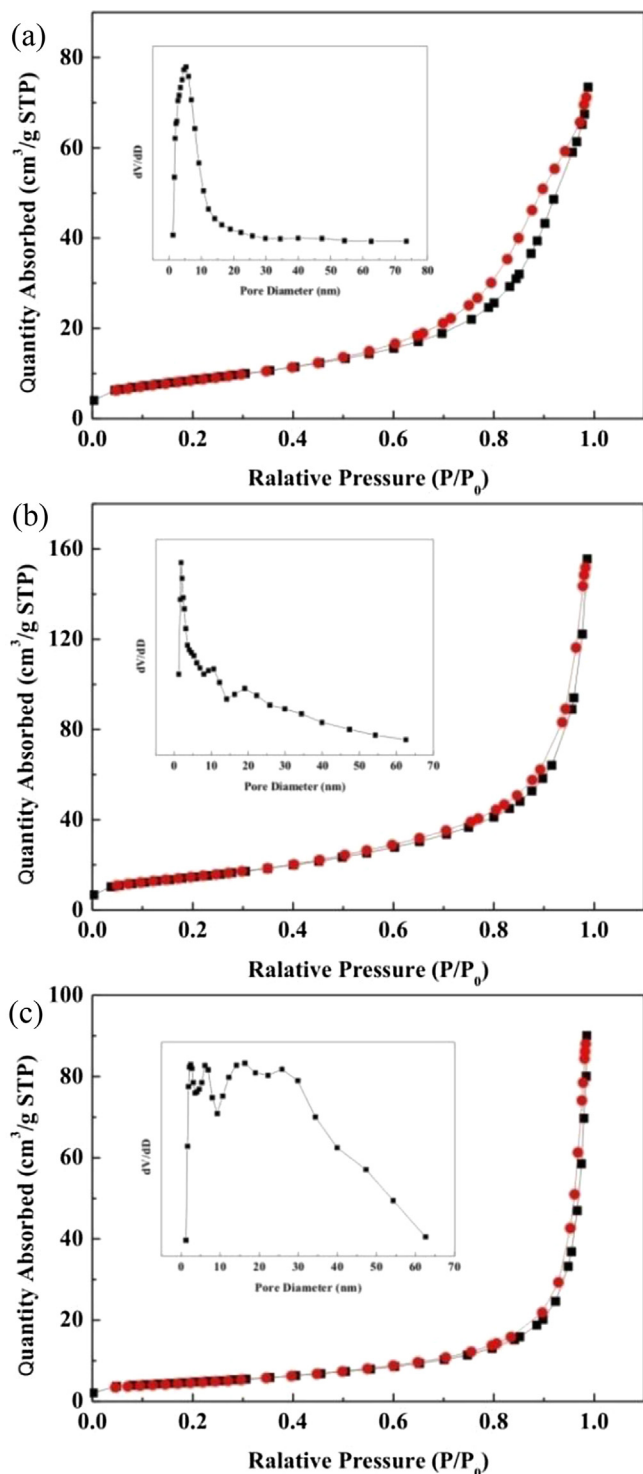 (a)
Quantity Absorbed (cm³/g STP)
80
60
40
20
0
0.0 0.2 0.4 0.6 0.8 1.0
Ralative Pressure (P/P₀)
dV/dD
0 10 20 30 40 50 60 70 80
Pore Diameter (nm)
(b)
Quantity Absorbed (cm³/g STP)
160
120
80
40
0
0.0 0.2 0.4 0.6 0.8 1.0
Ralative Pressure (P/P₀)
dV/dD
0 10 20 30 40 50 60 70
Pore Diameter (nm)
(c)
Quantity Absorbed (cm³/g STP)
100
80
60
40
20
0
0.0 0.2 0.4 0.6 0.8 1.0
Ralative Pressure (P/P₀)
dV/dD
0 10 20 30 40 50 60 70
Pore Diameter (nm)